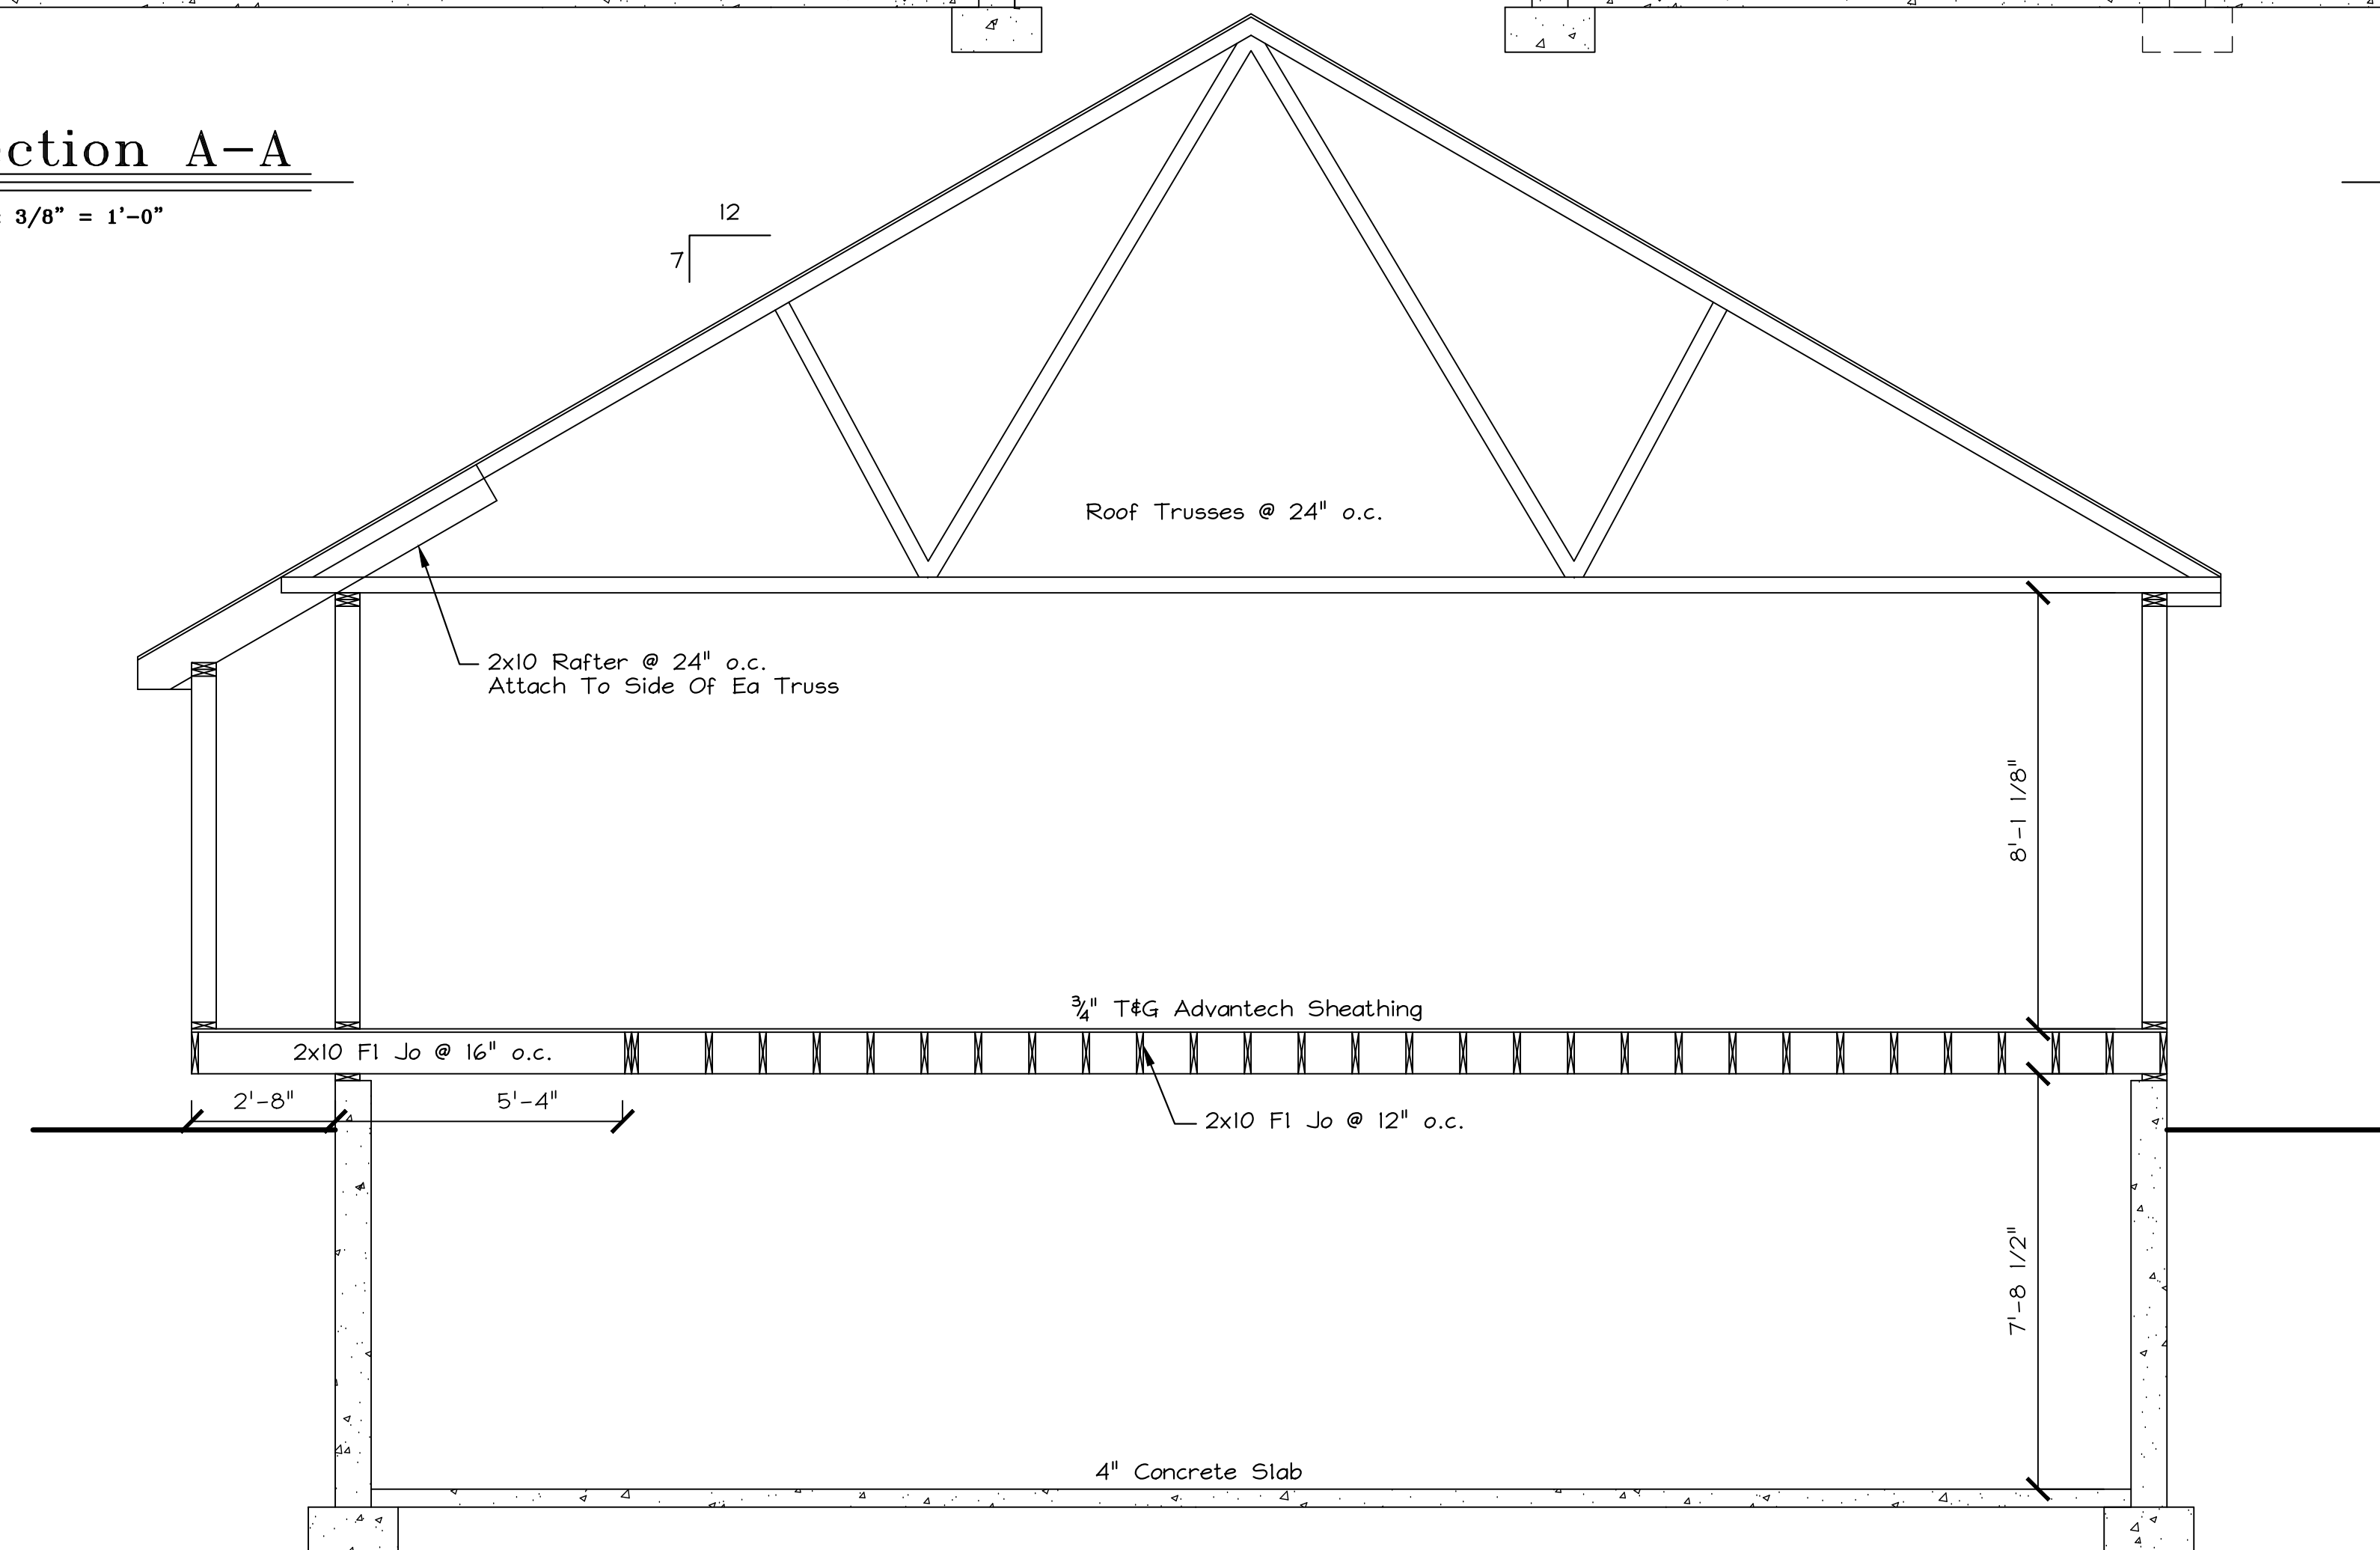 ction A-A
3/8" = 1'-0"
12
7
Roof Trusses @ 24" o.c.
2x10 Rafter @ 24" o.c.
Attach To Side Of Ea Truss
8'-1 1/8"
¾" T&G Advantech Sheathing
2x10 Fl Jo @ 16" o.c.
2'-8"
5'-4"
2x10 Fl Jo @ 12" o.c.
7'-8 1/2"
4" Concrete Slab